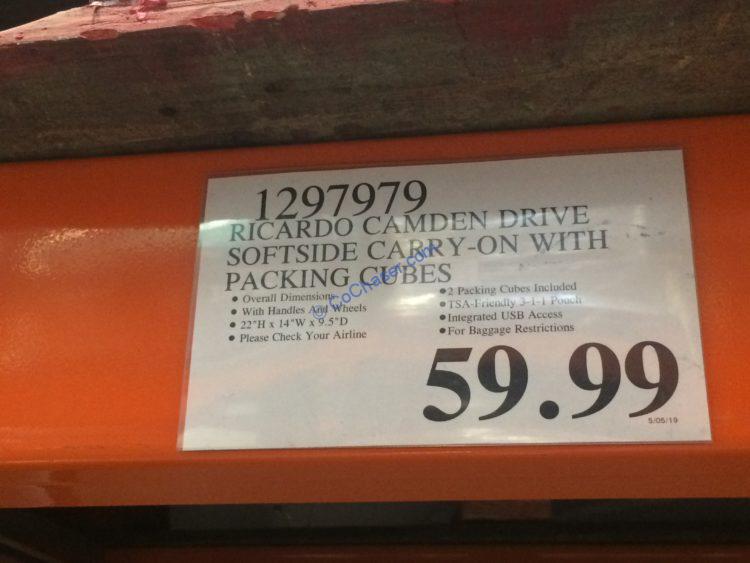 1297979
RICARDO CAMDEN DRIVE
SOFTSIDE CARRY-ON WITH
PACKING CUBES
• Overall Dimensions
• With Handles And Wheels
• 22"H x 14"W x 9.5"D
• Please Check Your Airline
• 2 Packing Cubes Included
• TSA-Friendly 3-1-1 Pouch
• Integrated USB Access
• For Baggage Restrictions
59.99
5/05/19
© CoChaser.com